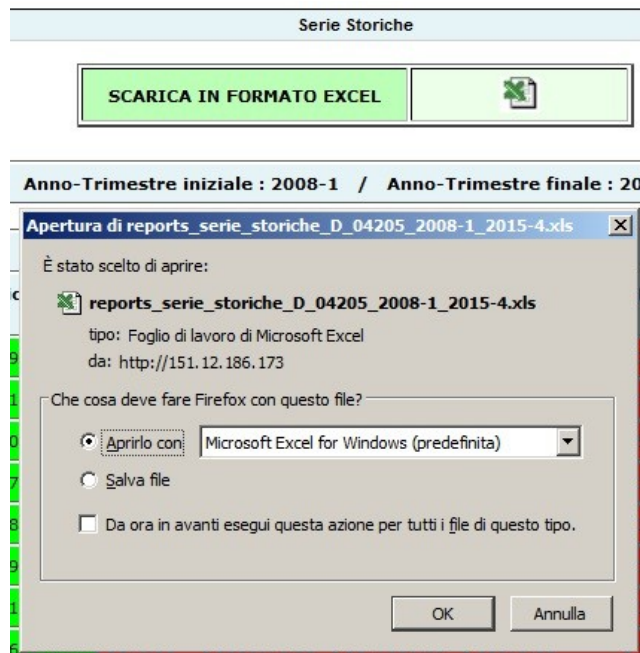 Serie Storiche
SCARICA IN FORMATO EXCEL
Anno-Trimestre iniziale : 2008-1 / Anno-Trimestre finale : 20
Apertura di reports_serie_storiche_D_04205_2008-1_2015-4.xls
È stato scelto di aprire:
reports_serie_storiche_D_04205_2008-1_2015-4.xls
tipo: Foglio di lavoro di Microsoft Excel
da: http://151.12.186.173
Che cosa deve fare Firefox con questo file?
Aprirlo con Microsoft Excel for Windows (predefinita)
Salva file
Da ora in avanti esegui questa azione per tutti i file di questo tipo.
OK Annulla